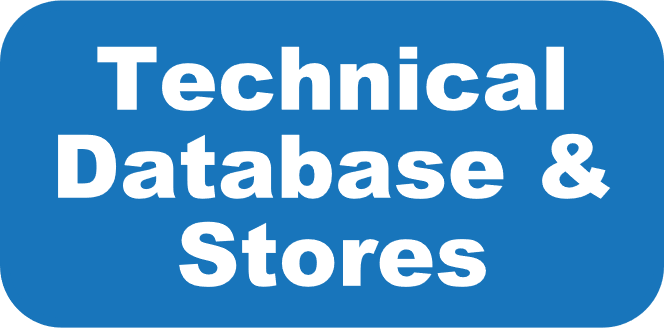 Technical
Database &
Stores